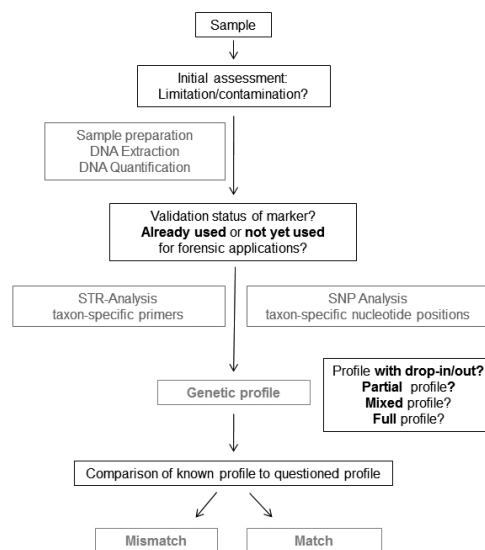 Sample
Initial assessment:
Limitation/contamination?
Sample preparation
DNA Extraction
DNA Quantification
Validation status of marker?
Already used or not yet used
for forensic applications?
STR-Analysis
taxon-specific primers
SNP Analysis
taxon-specific nucleotide positions
Genetic profile
Profile with drop-in/out?
Partial profile?
Mixed profile?
Full profile?
Comparison of known profile to questioned profile
Mismatch
Match